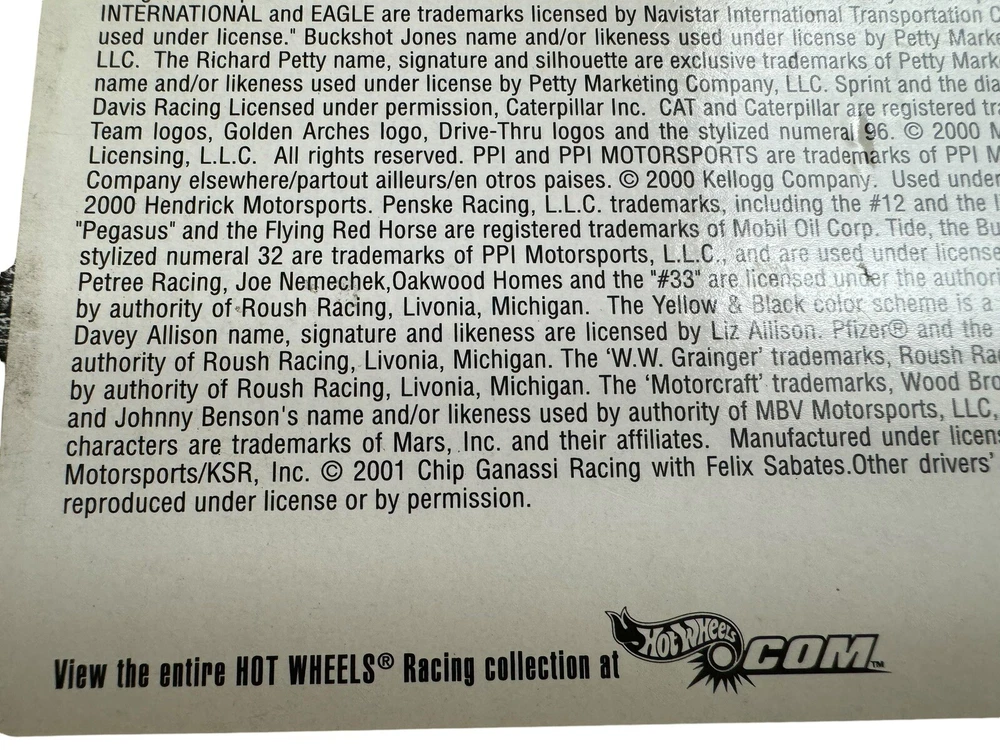 INTERNATIONAL and EAGLE are trademarks licensed by Navistar International Transportation C
used under license." Buckshot Jones name and/or likeness used under license by Petty Marke
LLC. The Richard Petty name, signature and silhouette are exclusive trademarks of Petty Mark
name and/or likeness used under license by Petty Marketing Company, LLC. Sprint and the dia
Davis Racing Licensed under permission, Caterpillar Inc. CAT and Caterpillar are registered tr
Team logos, Golden Arches logo, Drive-Thru logos and the stylized numeral 96. © 2000 M
Licensing, L.L.C. All rights reserved. PPI and PPI MOTORSPORTS are trademarks of PPI M
Company elsewhere/partout ailleurs/en otros paises. © 2000 Kellogg Company. Used under
2000 Hendrick Motorsports. Penske Racing, L.L.C. trademarks, including the #12 and the
"Pegasus" and the Flying Red Horse are registered trademarks of Mobil Oil Corp. Tide, the Bu
stylized numeral 32 are trademarks of PPI Motorsports, L.L.C., and are used under license
Petree Racing, Joe Nemechek,Oakwood Homes and the "#33" are licensed under the authori
by authority of Roush Racing, Livonia, Michigan. The Yellow & Black color scheme is a
Davey Allison name, signature and likeness are licensed by Liz Allison. Pfizer® and the
authority of Roush Racing, Livonia, Michigan. The 'W.W. Grainger' trademarks, Roush Ra
by authority of Roush Racing, Livonia, Michigan. The 'Motorcraft' trademarks, Wood Bro
and Johnny Benson's name and/or likeness used by authority of MBV Motorsports, LLC,
characters are trademarks of Mars, Inc. and their affiliates. Manufactured under licens
Motorsports/KSR, Inc. © 2001 Chip Ganassi Racing with Felix Sabates.Other drivers'
reproduced under license or by permission.
View the entire HOT WHEELS® Racing collection at Hot Wheels .COM™